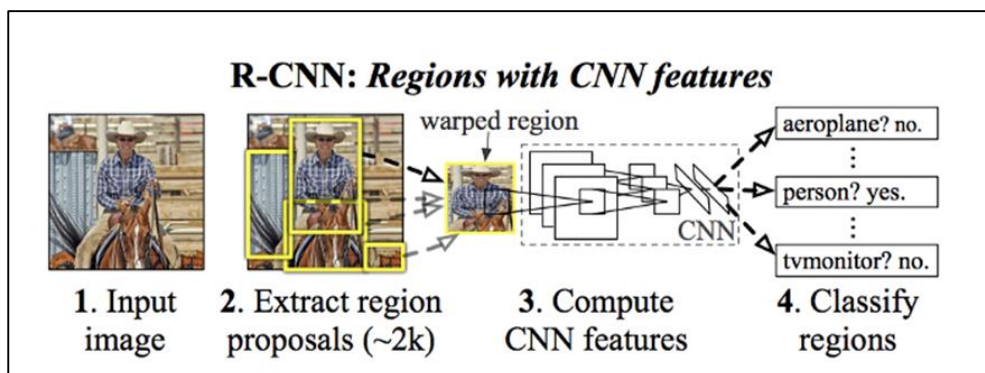 R-CNN: Regions with CNN features
warped region
aeroplane? no.
person? yes.
tvmonitor? no.
CNN
1. Input
image
2. Extract region
proposals (~2k)
3. Compute
CNN features
4. Classify
regions